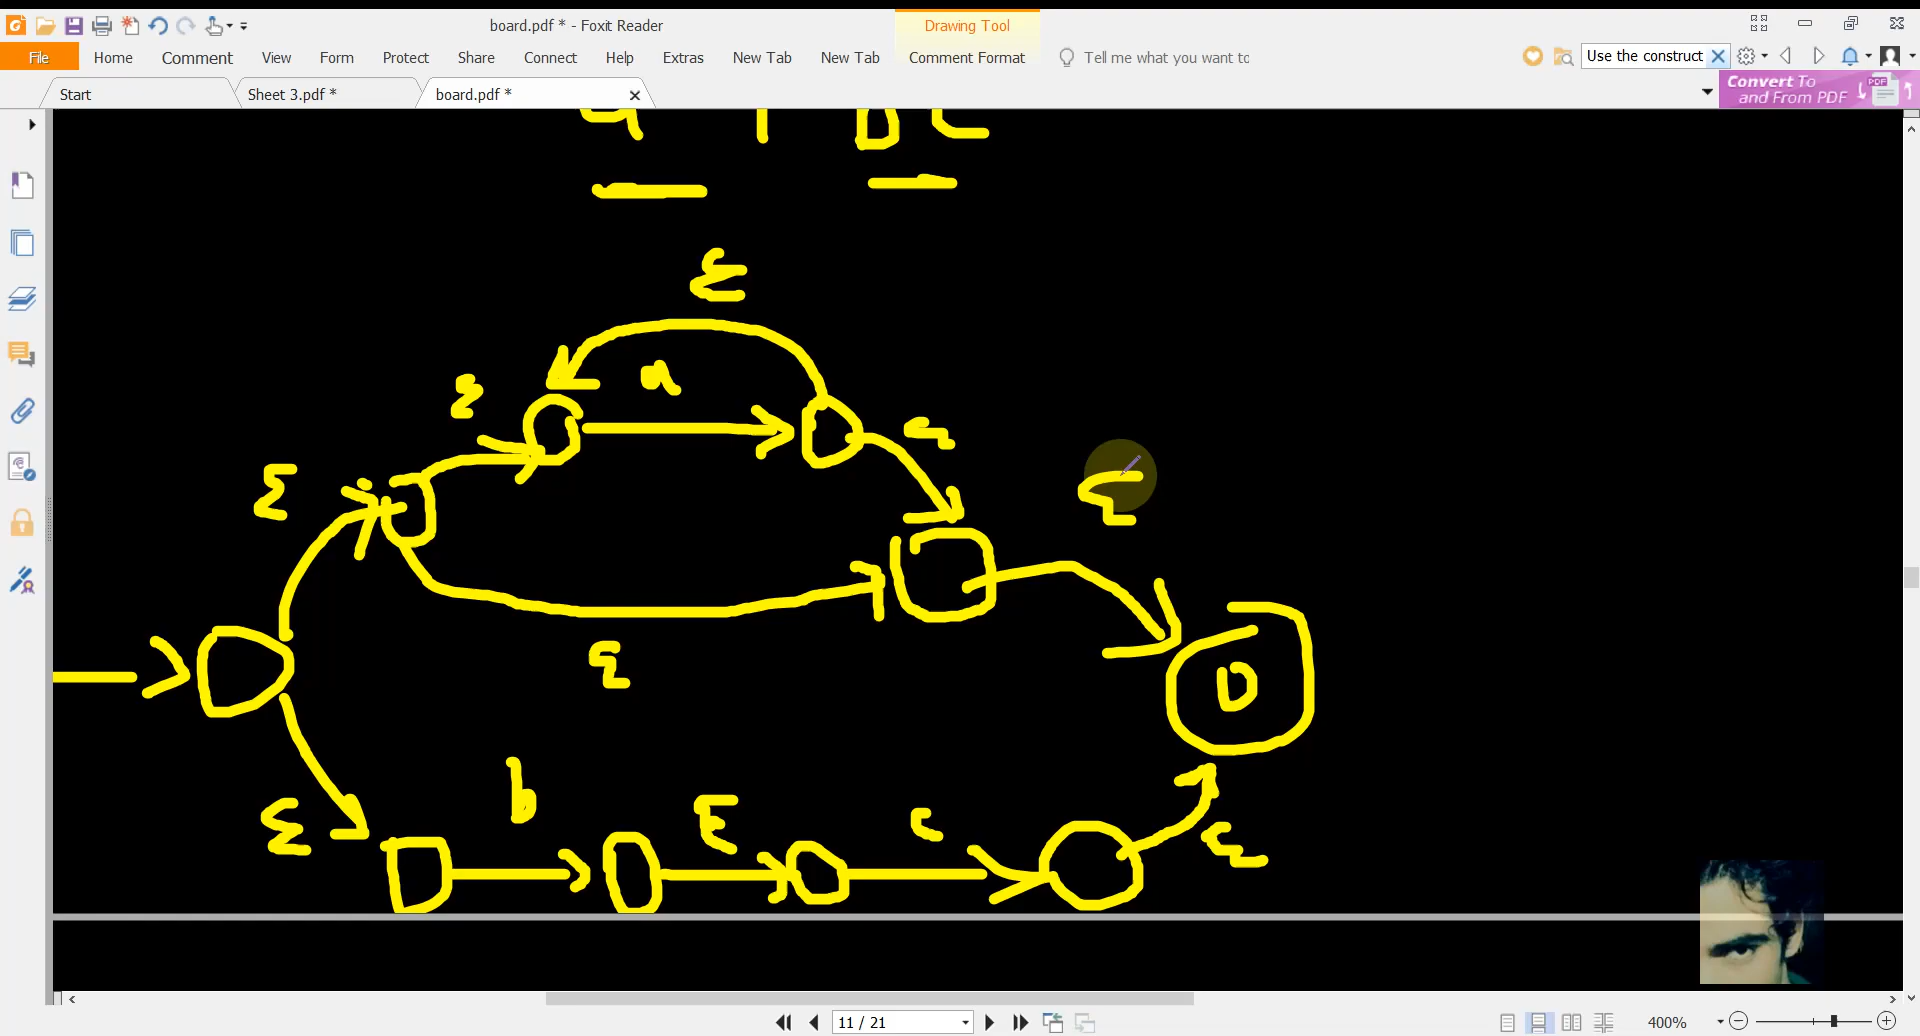 board.pdf * - Foxit Reader
Drawing Tool
File Home Comment View Form Protect Share Connect Help Extras New Tab New Tab Comment Format Tell me what you want to
Use the construct
Start Sheet 3.pdf * board.pdf *
Convert To
and From PDF
PDF
ε
ε a ε
ε ε
ε
D
b
ε ε c ε
11 / 21
400%